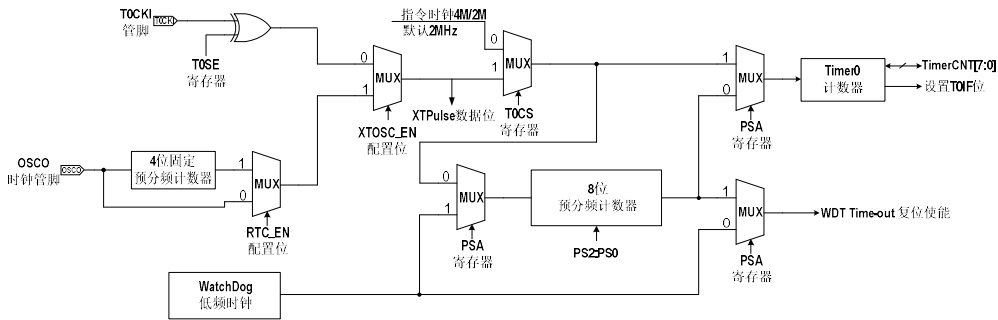 T0CKI
管脚
T0CKI
T0SE
寄存器
指令时钟4M/2M
默认2MHz
0
1
MUX
XTOSC_EN
配置位
XTPulse数据位
0
1
MUX
T0CS
寄存器
1
0
MUX
PSA
寄存器
Timer0
计数器
TimerCNT[7:0]
设置T0IF位
OSCO
时钟管脚
OSCO
4位固定
预分频计数器
1
0
MUX
RTC_EN
配置位
0
1
MUX
PSA
寄存器
8位
预分频计数器
PS2:PS0
1
0
MUX
PSA
寄存器
WDT Time-out 复位使能
WatchDog
低频时钟